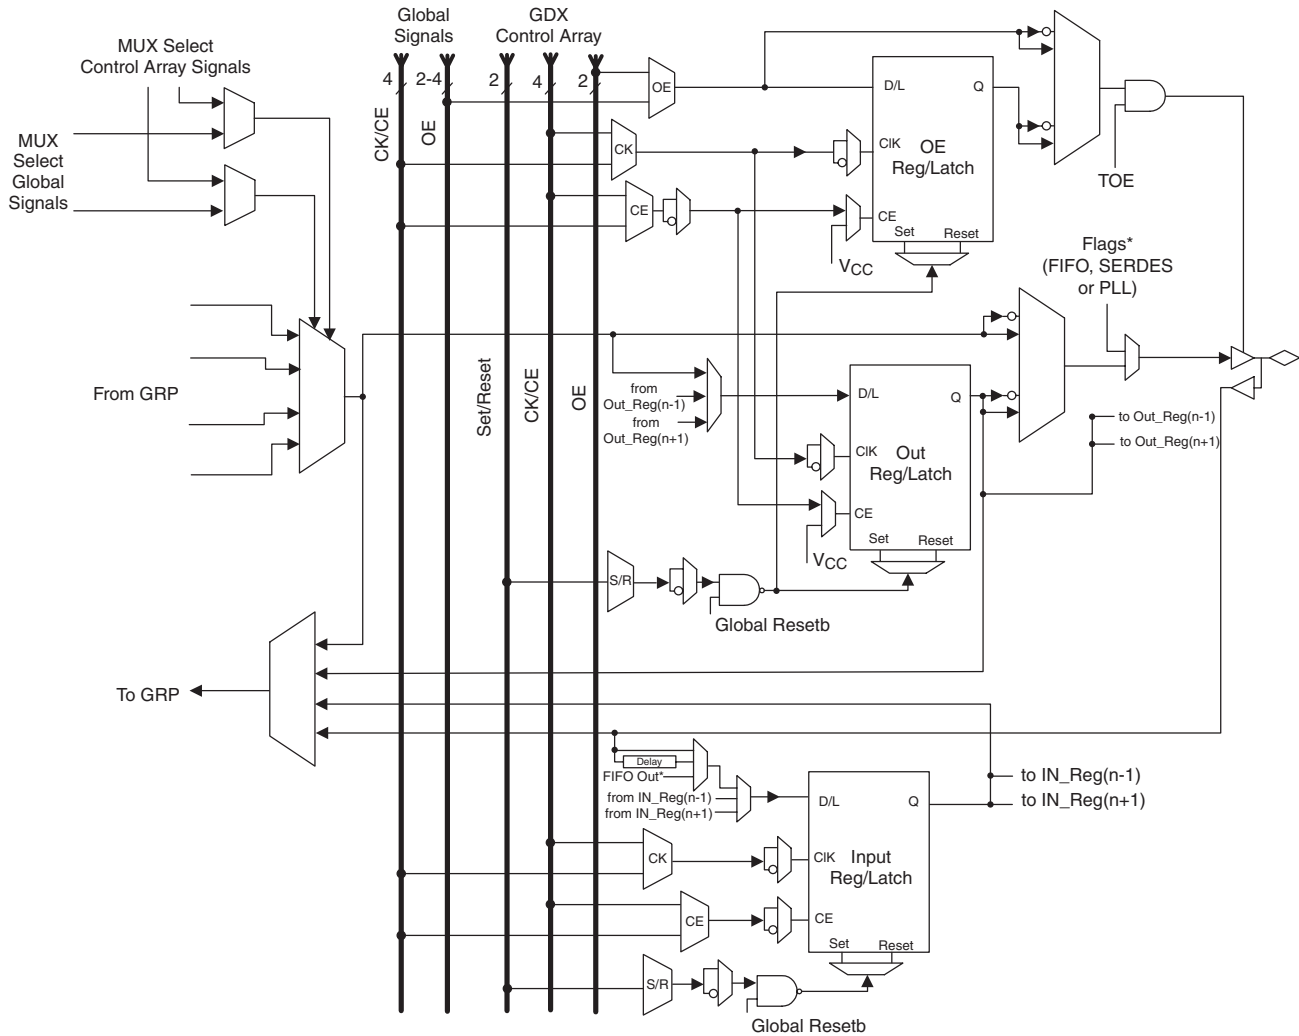 Global
Signals
GDX
Control Array
MUX Select
Control Array Signals
4
2-4
2
4
2
CK/CE
OE
MUX
Select
Global
Signals
OE
D/L
Q
CK
ClK
OE
Reg/Latch
CE
CE
Set
Reset
VCC
TOE
Flags*
(FIFO, SERDES
or PLL)
From GRP
Set/Reset
CK/CE
OE
from
Out_Reg(n-1)
from
Out_Reg(n+1)
D/L
Q
to Out_Reg(n-1)
to Out_Reg(n+1)
ClK
Out
Reg/Latch
CE
Set
Reset
VCC
S/R
Global Resetb
To GRP
Delay
FIFO Out*
from IN_Reg(n-1)
from IN_Reg(n+1)
D/L
Q
to IN_Reg(n-1)
to IN_Reg(n+1)
CK
ClK
Input
Reg/Latch
CE
CE
Set
Reset
S/R
Global Resetb